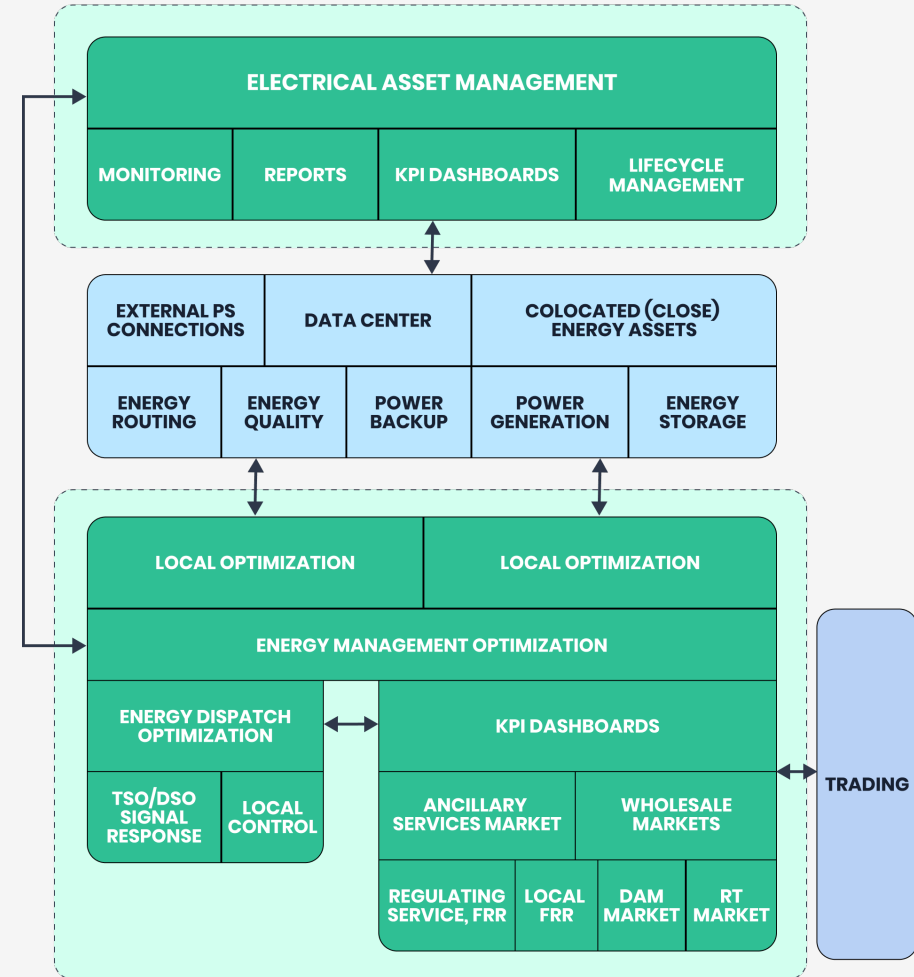 ELECTRICAL ASSET MANAGEMENT
MONITORING
REPORTS
KPI DASHBOARDS
LIFECYCLE
MANAGEMENT
EXTERNAL PS
CONNECTIONS
DATA CENTER
COLOCATED (CLOSE)
ENERGY ASSETS
ENERGY
ROUTING
ENERGY
QUALITY
POWER
BACKUP
POWER
GENERATION
ENERGY
STORAGE
LOCAL OPTIMIZATION
LOCAL OPTIMIZATION
ENERGY MANAGEMENT OPTIMIZATION
ENERGY DISPATCH
OPTIMIZATION
KPI DASHBOARDS
TSO/DSO
SIGNAL
RESPONSE
LOCAL
CONTROL
ANCILLARY
SERVICES MARKET
WHOLESALE
MARKETS
REGULATING
SERVICE, FRR
LOCAL
FRR
DAM
MARKET
RT
MARKET
TRADING